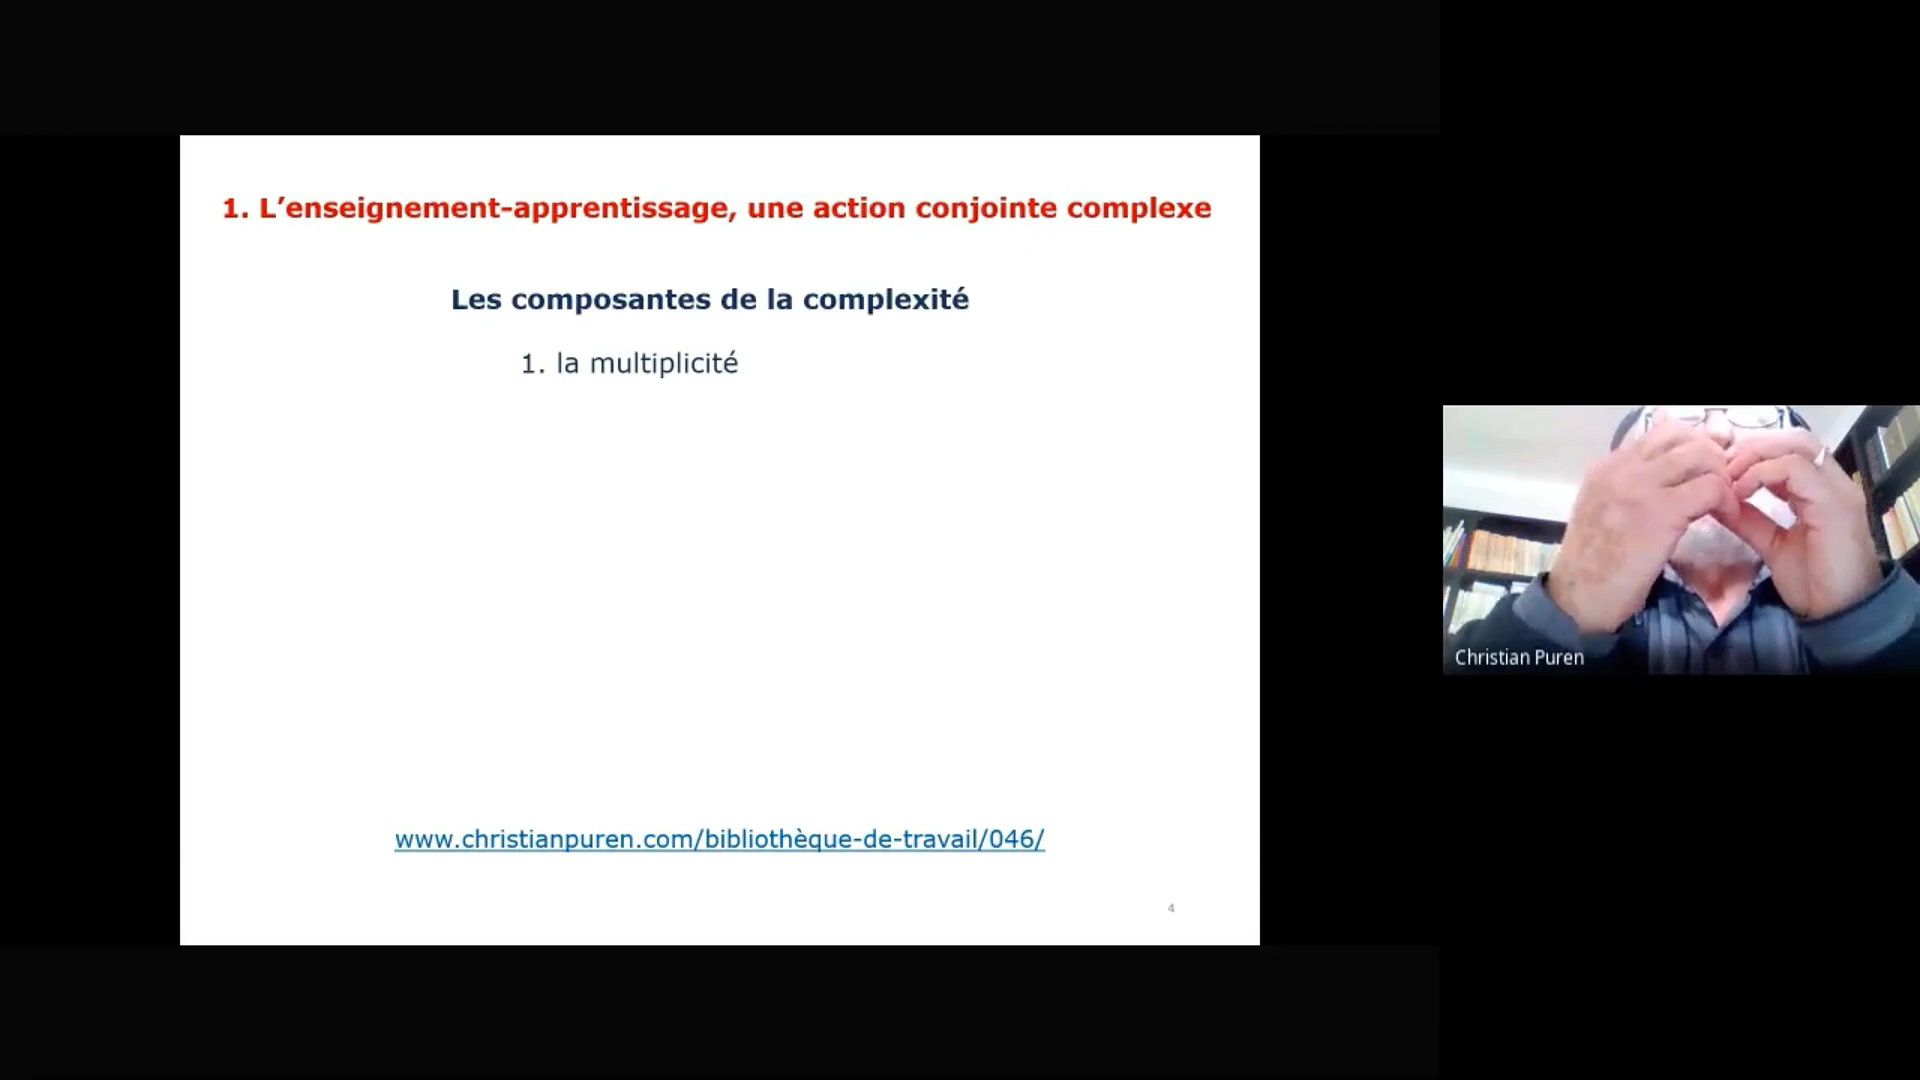 1. L’enseignement-apprentissage, une action conjointe complexe
Les composantes de la complexité
1. la multiplicité
www.christianpuren.com/bibliothèque-de-travail/046/
4
Christian Puren